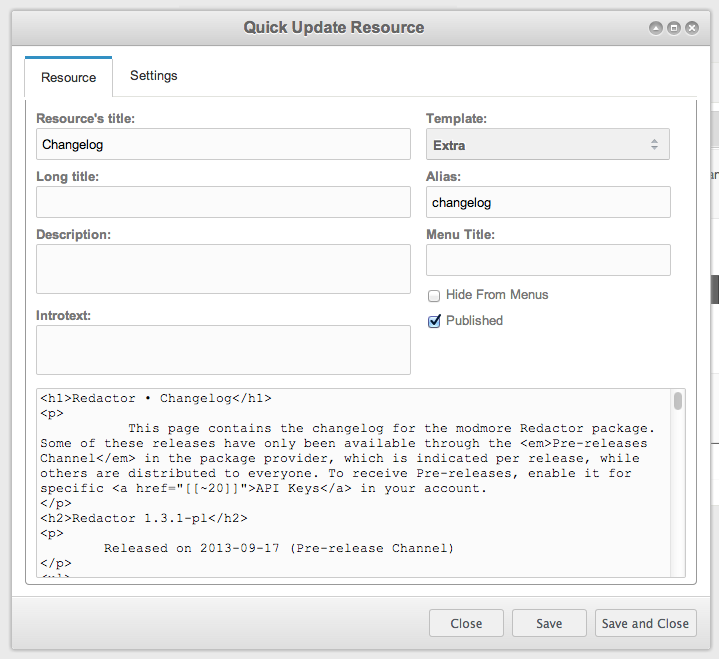 Quick Update Resource
Resource
Settings
Resource's title:
Changelog
Template:
Extra
Long title:
Alias:
changelog
Description:
Menu Title:
Hide From Menus
Published
Introtext:
<h1>Redactor • Changelog</h1>
<p>
This page contains the changelog for the modmore Redactor package.
Some of these releases have only been available through the <em>Pre-releases
Channel</em> in the package provider, which is indicated per release, while
others are distributed to everyone. To receive Pre-releases, enable it for
specific <a href="[[~20]]">API Keys</a> in your account.
</p>
<h2>Redactor 1.3.1-pl</h2>
<p>
Released on 2013-09-17 (Pre-release Channel)
</p>
Close
Save
Save and Close